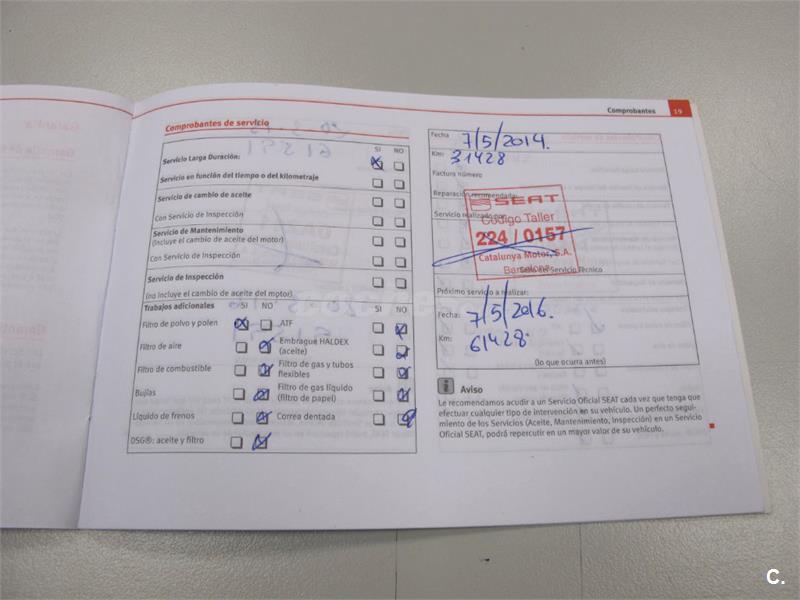 Comprobantes 19
Comprobantes de servicio
SI NO
Servicio Larga Duración:
Servicio en función del tiempo o del kilometraje
Servicio de cambio de aceite
Con Servicio de Inspección
Servicio de Mantenimiento
(Incluye el cambio de aceite del motor)
Con Servicio de Inspección
Servicio de Inspección
(no incluye el cambio de aceite del motor)
Trabajos adicionales SI NO SI NO
Filtro de polvo y polen ATF
Filtro de aire Embrague HALDEX
(aceite)
Filtro de combustible Filtro de gas y tubos
flexibles
Bujías Filtro de gas líquido
(filtro de papel)
Líquido de frenos Correa dentada
DSG®: aceite y filtro
Fecha 7/5/2014.
Km: 31428
Factura número
Reparación recomendada:
Servicio realizado por:
SEAT
Código Taller
224 / 0157
Catalunya Motor, S.A.
Barcelona
Sello del Servicio Técnico
Próximo servicio a realizar:
Fecha: 7/5/2016.
Km: 61428.
(lo que ocurra antes)
i Aviso
Le recomendamos acudir a un Servicio Oficial SEAT cada vez que tenga que
efectuar cualquier tipo de intervención en su vehículo. Un perfecto segui-
miento de los Servicios (Aceite, Mantenimiento, Inspección) en un Servicio
Oficial SEAT, podrá repercutir en un mayor valor de su vehículo.
C.